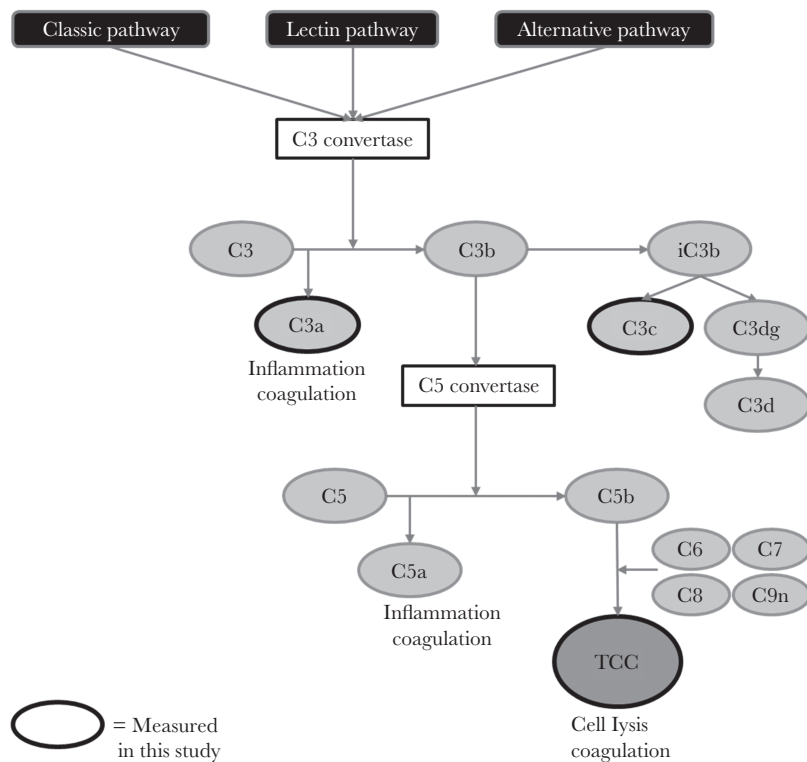 Classic pathway
Lectin pathway
Alternative pathway
C3 convertase
C3
C3b
iC3b
C3a
C3c
C3dg
Inflammation
coagulation
C5 convertase
C3d
C5
C5b
C6
C7
C5a
C8
C9n
Inflammation
coagulation
TCC
= Measured
in this study
Cell Iysis
coagulation